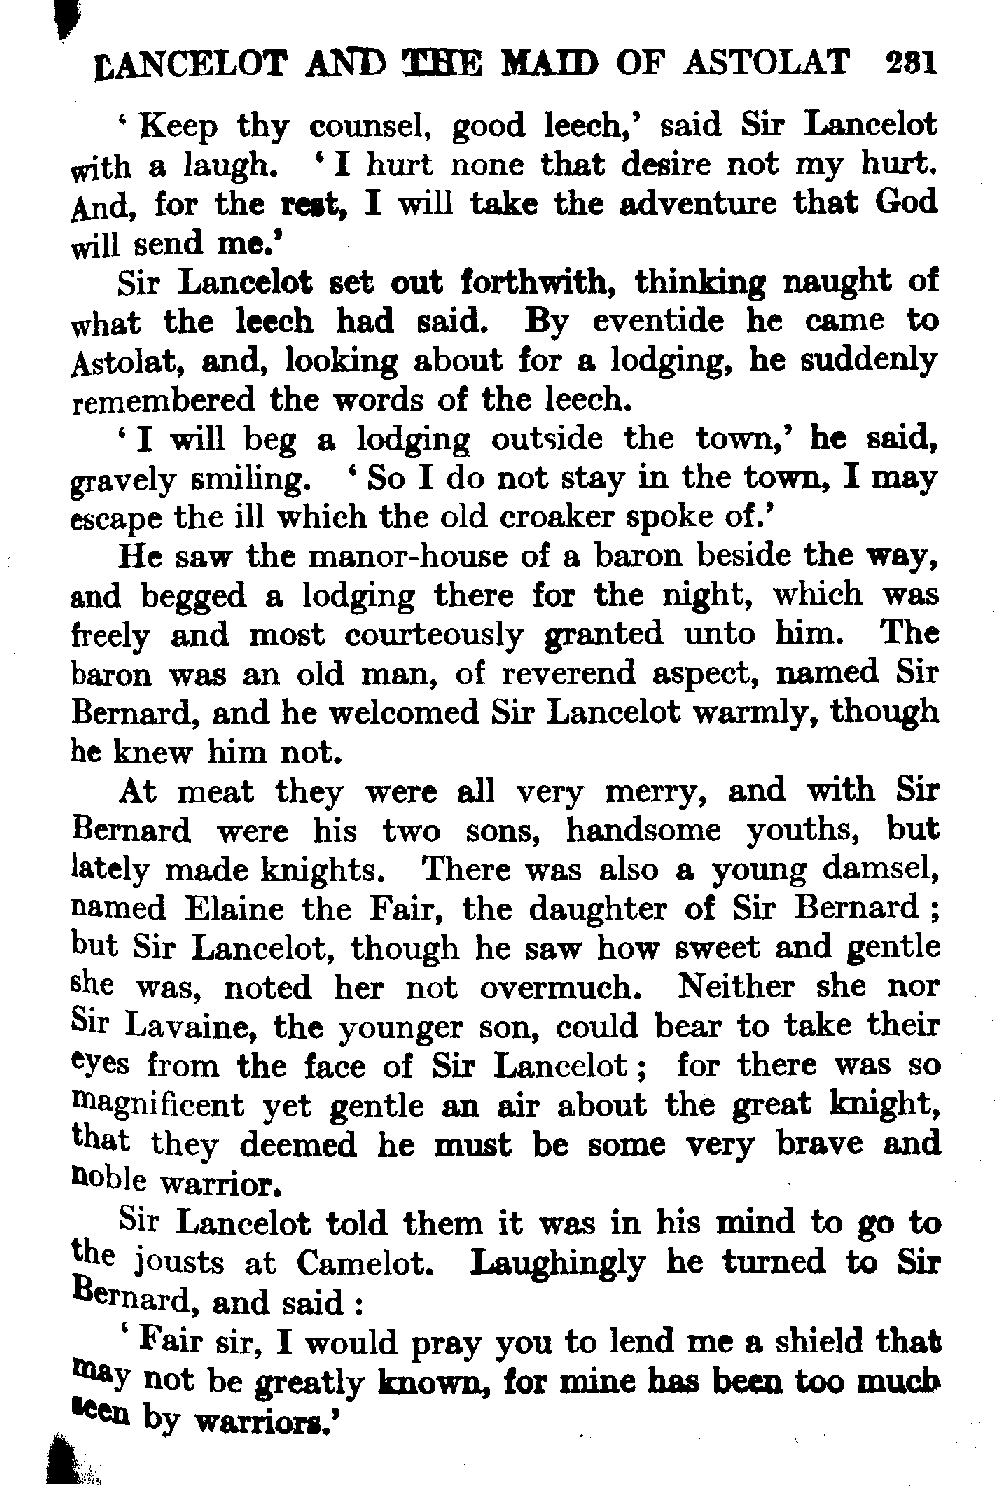 LANCELOT AND THE MAID OF ASTOLAT 231
‘ Keep thy counsel, good leech,’ said Sir Lancelot
with a laugh. ‘ I hurt none that desire not my hurt.
And, for the rest, I will take the adventure that God
will send me.’
Sir Lancelot set out forthwith, thinking naught of
what the leech had said. By eventide he came to
Astolat, and, looking about for a lodging, he suddenly
remembered the words of the leech.
‘ I will beg a lodging outside the town,’ he said,
gravely smiling. ‘ So I do not stay in the town, I may
escape the ill which the old croaker spoke of.’
He saw the manor-house of a baron beside the way,
and begged a lodging there for the night, which was
freely and most courteously granted unto him. The
baron was an old man, of reverend aspect, named Sir
Bernard, and he welcomed Sir Lancelot warmly, though
he knew him not.
At meat they were all very merry, and with Sir
Bernard were his two sons, handsome youths, but
lately made knights. There was also a young damsel,
named Elaine the Fair, the daughter of Sir Bernard ;
but Sir Lancelot, though he saw how sweet and gentle
she was, noted her not overmuch. Neither she nor
Sir Lavaine, the younger son, could bear to take their
eyes from the face of Sir Lancelot ; for there was so
magnificent yet gentle an air about the great knight,
that they deemed he must be some very brave and
noble warrior.
Sir Lancelot told them it was in his mind to go to
the jousts at Camelot. Laughingly he turned to Sir
Bernard, and said :
‘ Fair sir, I would pray you to lend me a shield that
may not be greatly known, for mine has been too much
seen by warriors.’